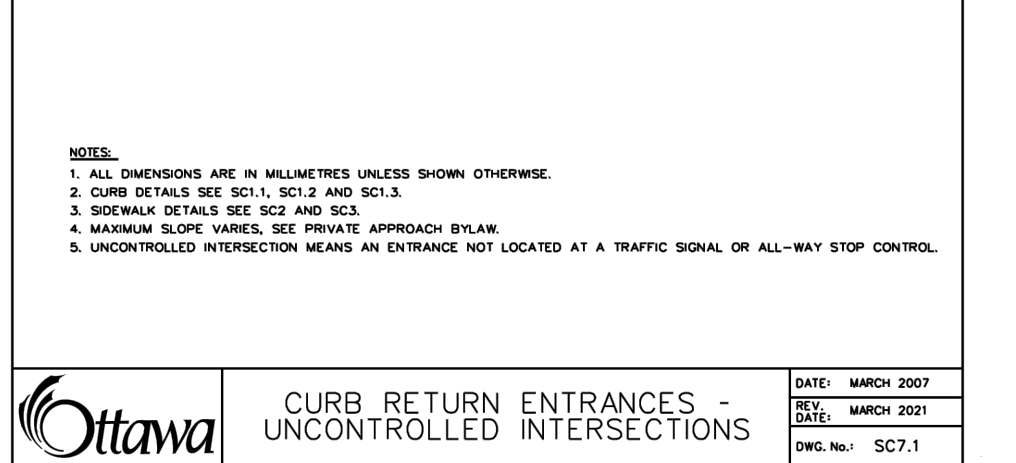 NOTES:
1. ALL DIMENSIONS ARE IN MILLIMETRES UNLESS SHOWN OTHERWISE.
2. CURB DETAILS SEE SC1.1, SC1.2 AND SC1.3.
3. SIDEWALK DETAILS SEE SC2 AND SC3.
4. MAXIMUM SLOPE VARIES, SEE PRIVATE APPROACH BYLAW.
5. UNCONTROLLED INTERSECTION MEANS AN ENTRANCE NOT LOCATED AT A TRAFFIC SIGNAL OR ALL-WAY STOP CONTROL.
Ottawa
CURB RETURN ENTRANCES -
UNCONTROLLED INTERSECTIONS
DATE: MARCH 2007
REV. DATE: MARCH 2021
DWG. No.: SC7.1